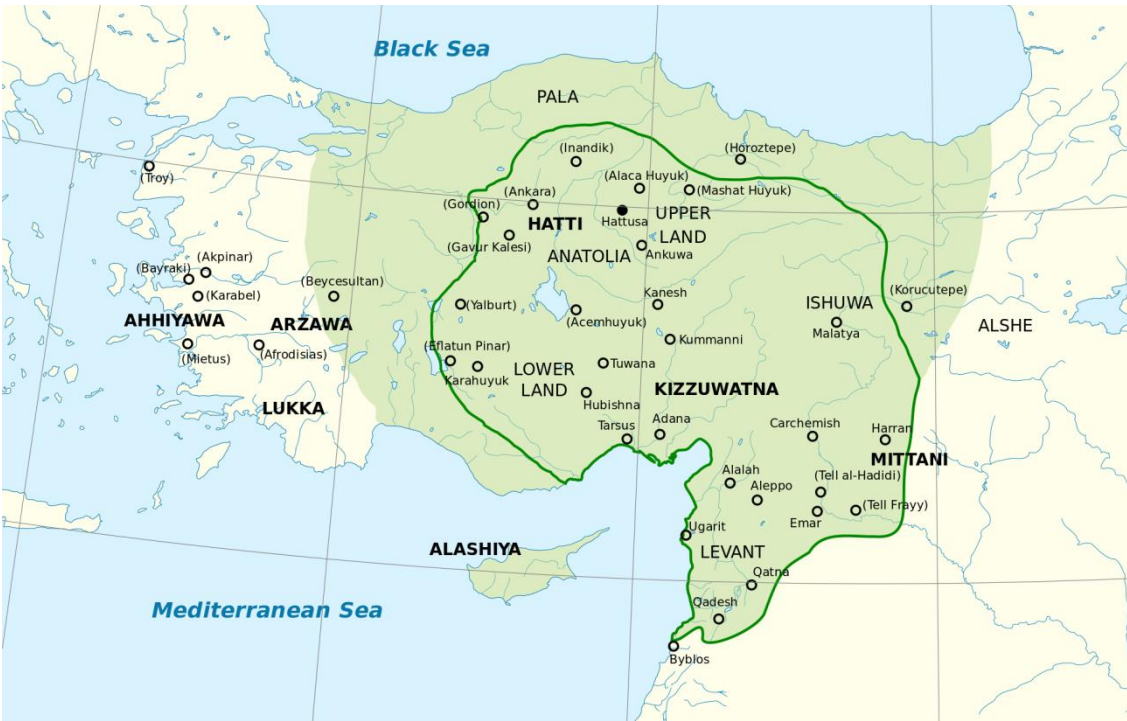 Black Sea
PALA
(Inandik)
(Horoztepe)
(Troy)
(Alaca Huyuk)
(Mashat Huyuk)
(Ankara)
(Gordion)
HATTI
Hattusa
UPPER
LAND
(Gavur Kalesi)
ANATOLIA
Ankuwa
(Akpinar)
(Bayraki)
(Karabel)
(Beycesultan)
(Yalburt)
Kanesh
(Acemhuyuk)
ISHUWA
(Korucutepe)
Malatya
ALSHE
AHHIYAWA
ARZAWA
(Mietus)
(Afrodisias)
(Eflatun Pinar)
Karahuyuk
Kummanni
LOWER
LAND
Tuwana
KIZZUWATNA
Hubishna
LUKKA
Tarsus
Adana
Carchemish
Harran
MITTANI
Alalah
Aleppo
(Tell al-Hadidi)
Emar
(Tell Frayy)
Ugarit
ALASHIYA
LEVANT
Qatna
Mediterranean Sea
Qadesh
Byblos